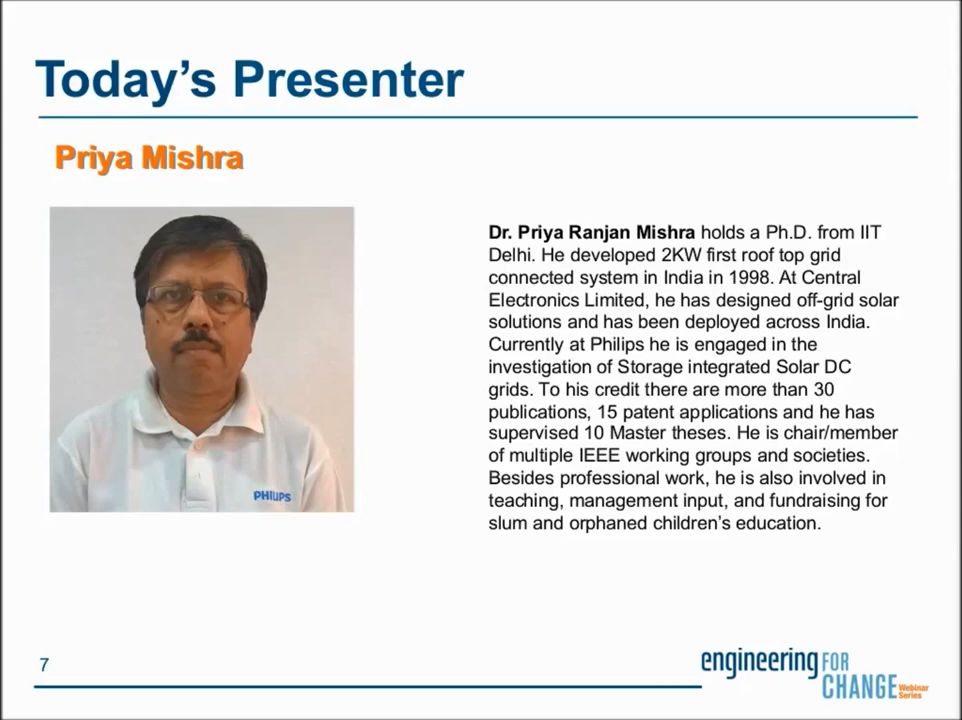 Today's Presenter
Priya Mishra
Dr. Priya Ranjan Mishra holds a Ph.D. from IIT
Delhi. He developed 2KW first roof top grid
connected system in India in 1998. At Central
Electronics Limited, he has designed off-grid solar
solutions and has been deployed across India.
Currently at Philips he is engaged in the
investigation of Storage integrated Solar DC
grids. To his credit there are more than 30
publications, 15 patent applications and he has
supervised 10 Master theses. He is chair/member
of multiple IEEE working groups and societies.
Besides professional work, he is also involved in
teaching, management input, and fundraising for
slum and orphaned children's education.
PHILIPS
7
engineering FOR
CHANGE Webinar
Series